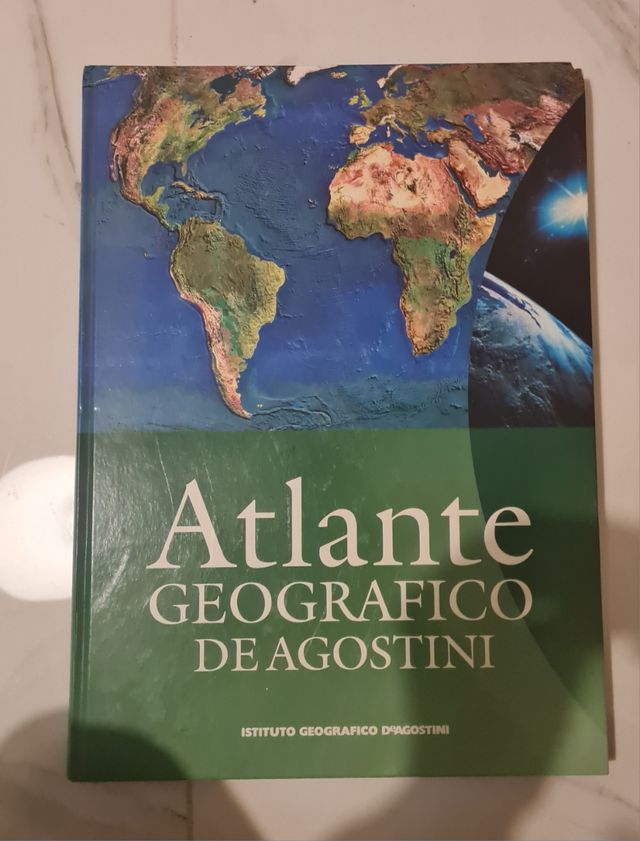 Atlante
GEOGRAFICO
DE AGOSTINI
ISTITUTO GEOGRAFICO DeAGOSTINI